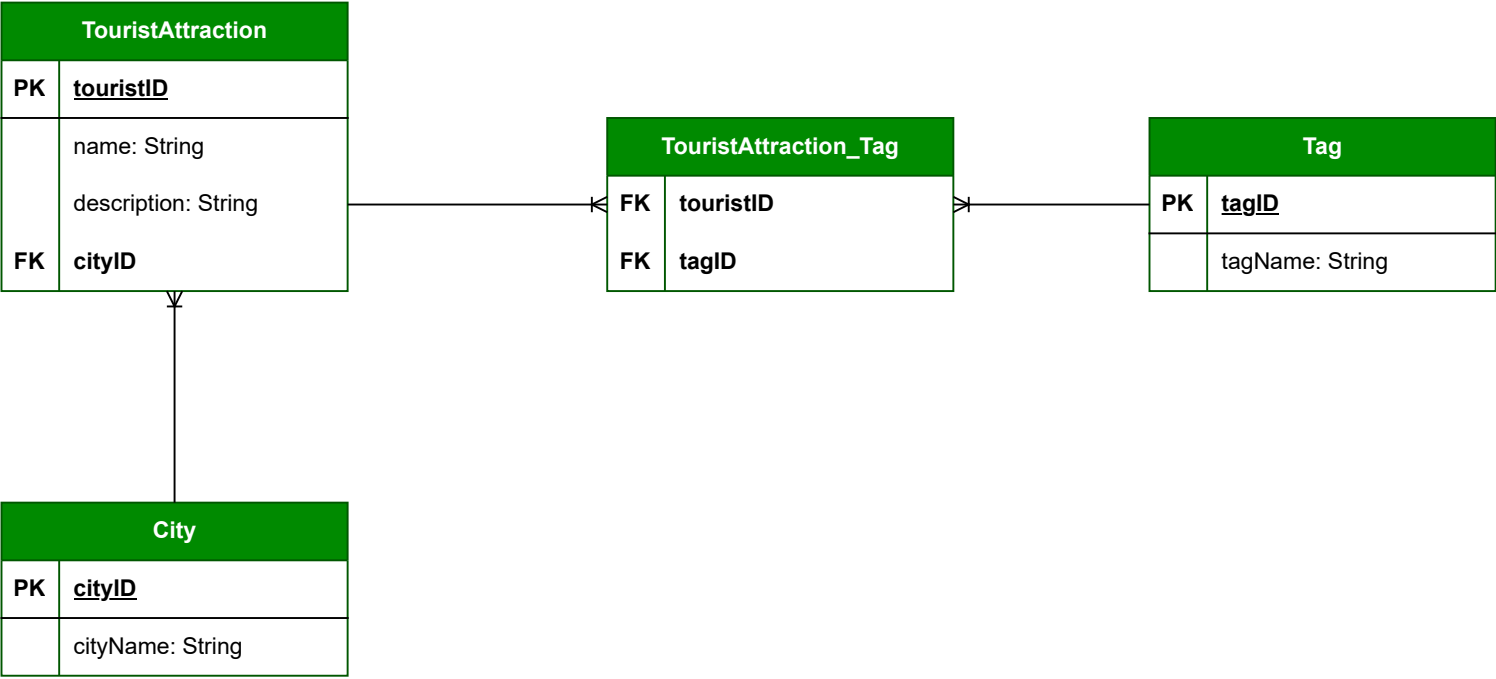 TouristAttraction
PK touristID
name: String
description: String
FK cityID
TouristAttraction_Tag
FK touristID
FK tagID
Tag
PK tagID
tagName: String
City
PK cityID
cityName: String